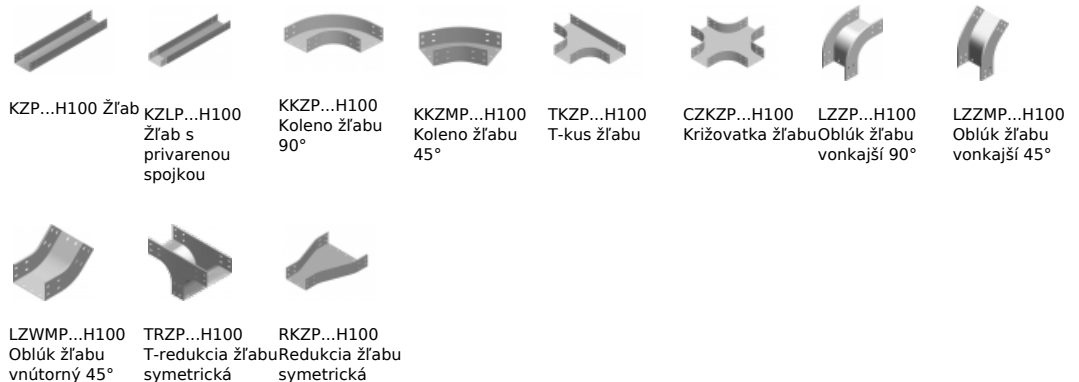 KZP...H100 Žľab
KZLP...H100
Žľab s
privarenou
spojkou
KKZP...H100
Koleno žľabu
90°
KKZMP...H100
Koleno žľabu
45°
TKZP...H100
T-kus žľabu
CZKZP...H100
Križovatka žľabu
LZZP...H100
Oblúk žľabu
vonkajší 90°
LZZMP...H100
Oblúk žľabu
vonkajší 45°
LZWMP...H100
Oblúk žľabu
vnútorný 45°
TRZP...H100
T-redukcia žľabu
symetrická
RKZP...H100
Redukcia žľabu
symetrická